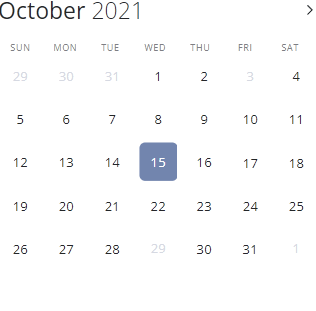 October 2021
SUN MON TUE WED THU FRI SAT
29 30 31 1 2 3 4
5 6 7 8 9 10 11
12 13 14 15 16 17 18
19 20 21 22 23 24 25
26 27 28 29 30 31 1